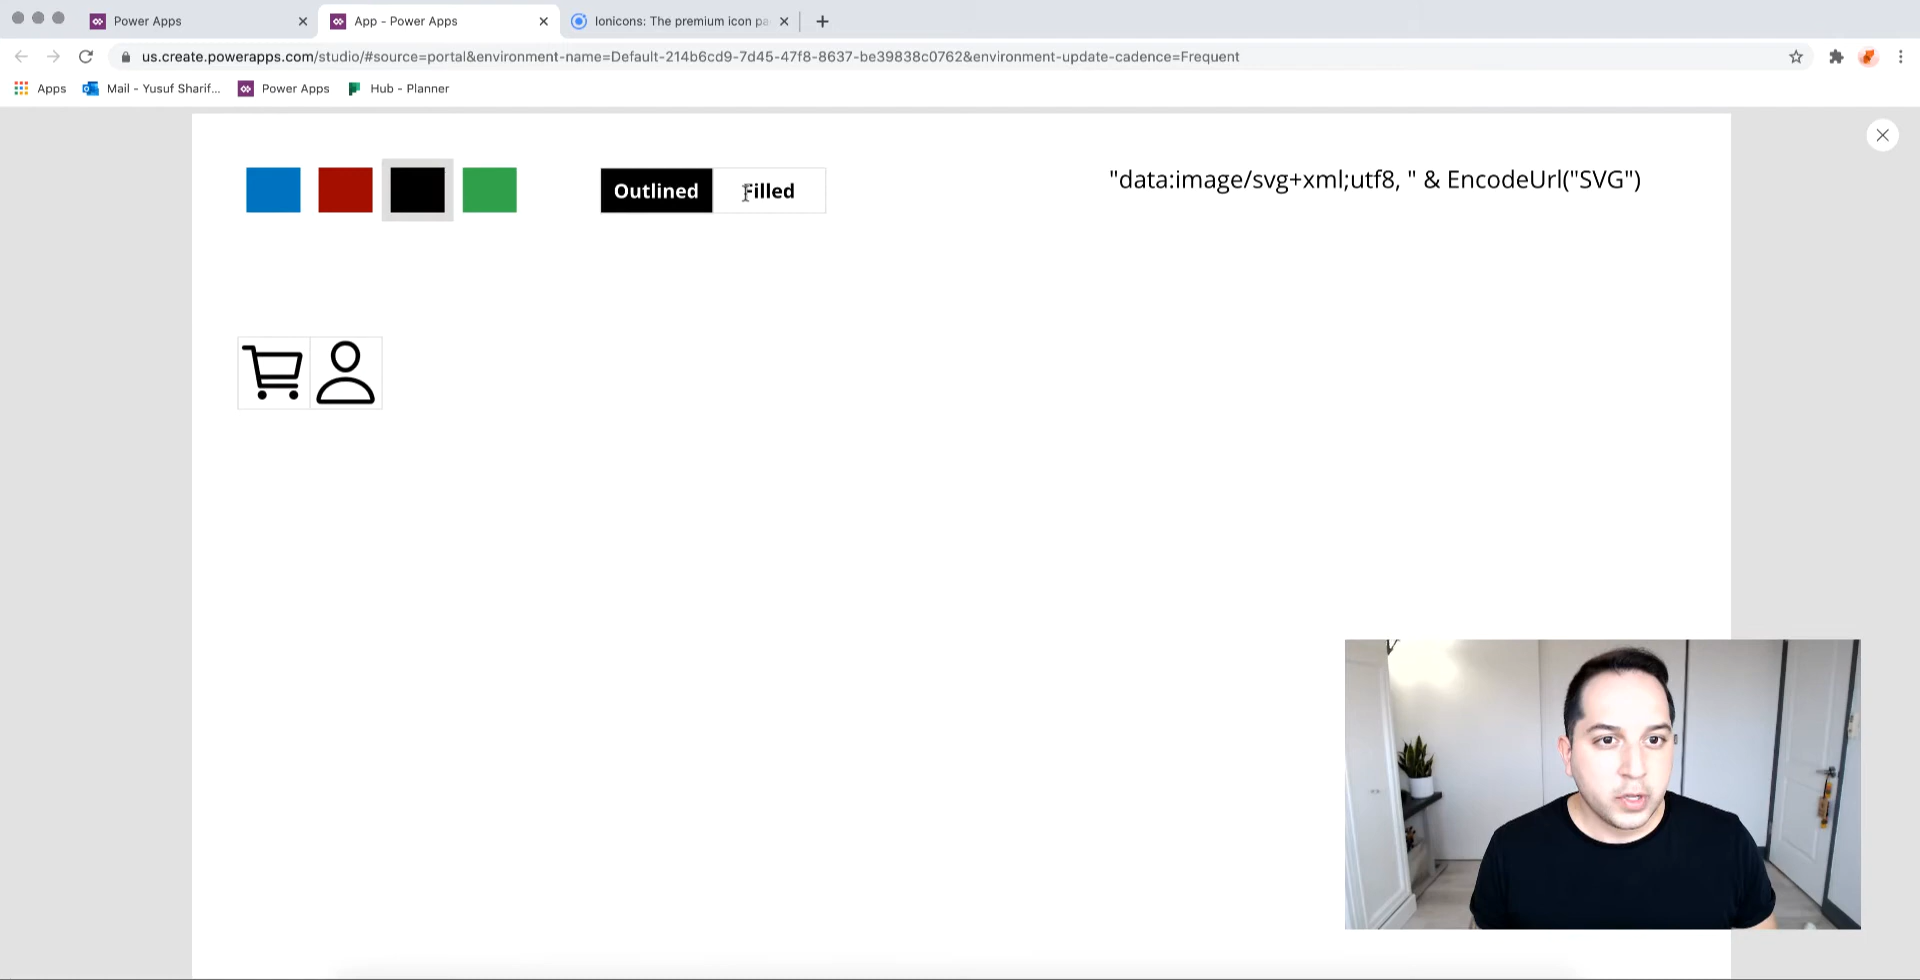 Power Apps
App - Power Apps
Ionicons: The premium icon pa
us.create.powerapps.com/studio/#source=portal&environment-name=Default-214b6cd9-7d45-47f8-8637-be39838c0762&environment-update-cadence=Frequent
Apps
Mail - Yusuf Sharif...
Power Apps
Hub - Planner
Outlined
Filled
"data:image/svg+xml;utf8, " & EncodeUrl("SVG")